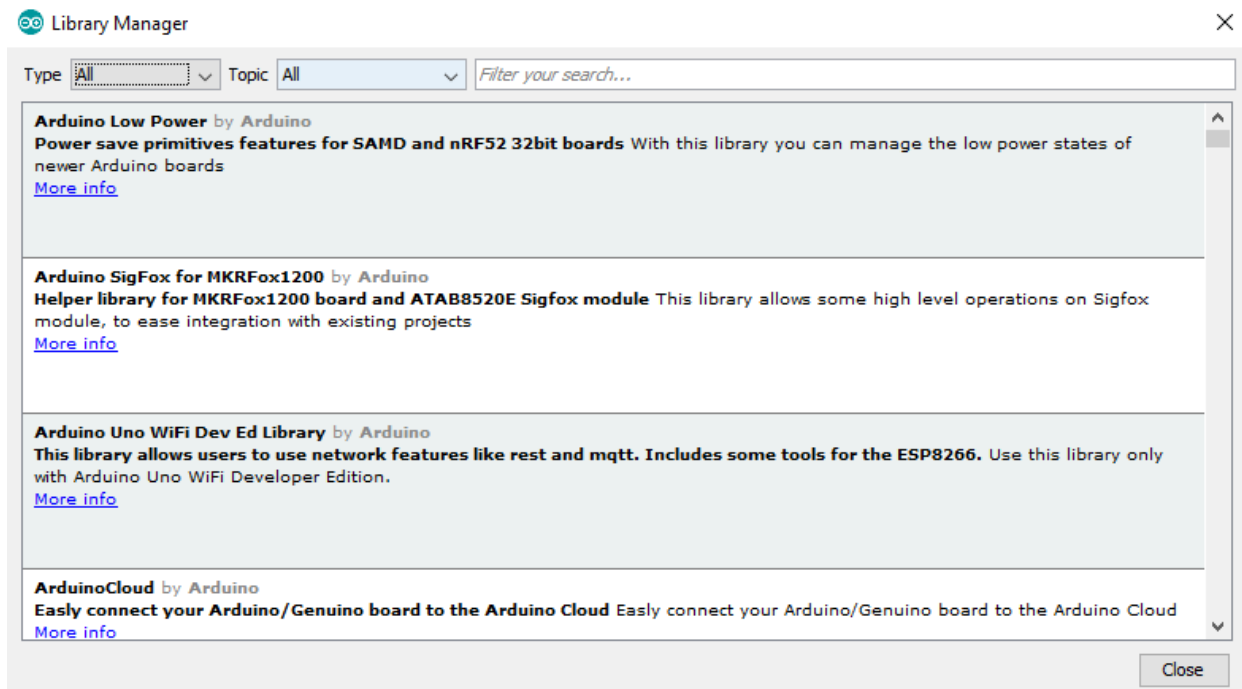 Library Manager
Type All Topic All Filter your search...
Arduino Low Power by Arduino
Power save primitives features for SAMD and nRF52 32bit boards With this library you can manage the low power states of
newer Arduino boards
More info
Arduino SigFox for MKRFox1200 by Arduino
Helper library for MKRFox1200 board and ATAB8520E Sigfox module This library allows some high level operations on Sigfox
module, to ease integration with existing projects
More info
Arduino Uno WiFi Dev Ed Library by Arduino
This library allows users to use network features like rest and mqtt. Includes some tools for the ESP8266. Use this library only
with Arduino Uno WiFi Developer Edition.
More info
ArduinoCloud by Arduino
Easly connect your Arduino/Genuino board to the Arduino Cloud Easly connect your Arduino/Genuino board to the Arduino Cloud
More info
Close